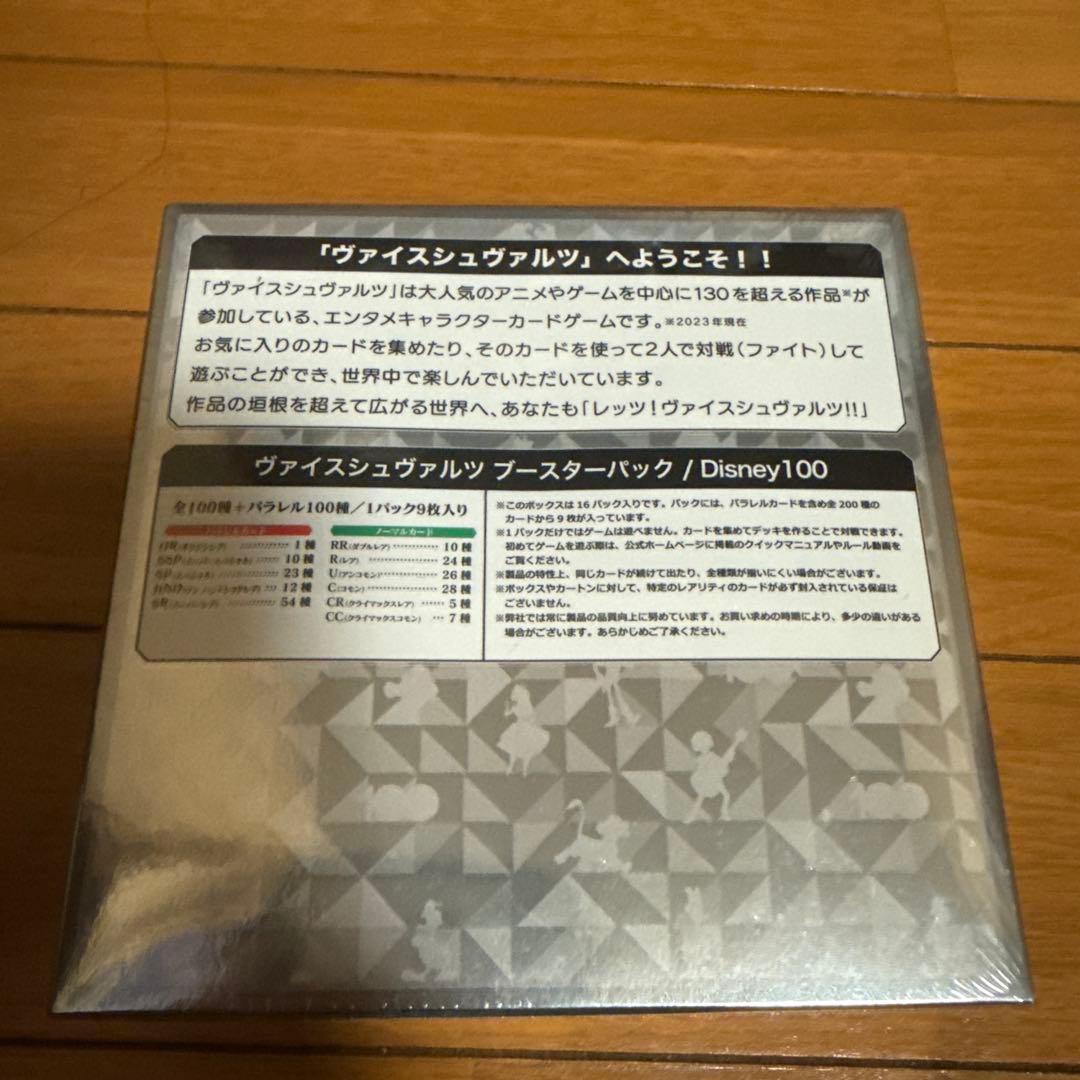 「ヴァイスシュヴァルツ」へようこそ！！
「ヴァイスシュヴァルツ」は大人気のアニメやゲームを中心に130を超える作品※が
参加している、エンタメキャラクターカードゲームです。※2023年現在
お気に入りのカードを集めたり、そのカードを使って2人で対戦（ファイト）して
遊ぶことができ、世界中で楽しんでいただいています。
作品の垣根を超えて広がる世界へ、あなたも「レッツ！ヴァイスシュヴァルツ!!」
ヴァイスシュヴァルツ ブースターパック / Disney100
全100種＋パラレル100種／1パック9枚入り
ノーマルカード
1種
10種
SP 23種
12種
SR 54種
RR(ダブルレア) 10種
R(レア) 24種
U(アンコモン) 26種
C(コモン) 28種
CR(クライマックスレア) 5種
CC(クライマックスコモン) 7種
※このボックスは16パック入りです。パックには、パラレルカードを含め全200種の
カードから9枚が入っています。
※1パックだけではゲームは遊べません。カードを集めてデッキを作ることで対戦できます。
初めてゲームを遊ぶ際は、公式ホームページに掲載のクイックマニュアルやルール動画を
ご覧ください。
※製品の特性上、同じカードが続けて出たり、全種類が揃いにくい場合がございます。
※ボックスやカートンに対して、特定のレアリティのカードが必ず封入されている保証は
ございません。
※弊社では常に製品の品質向上に努めています。お買い求めの時期により、多少の違いがある
場合がございます。あらかじめご了承ください。